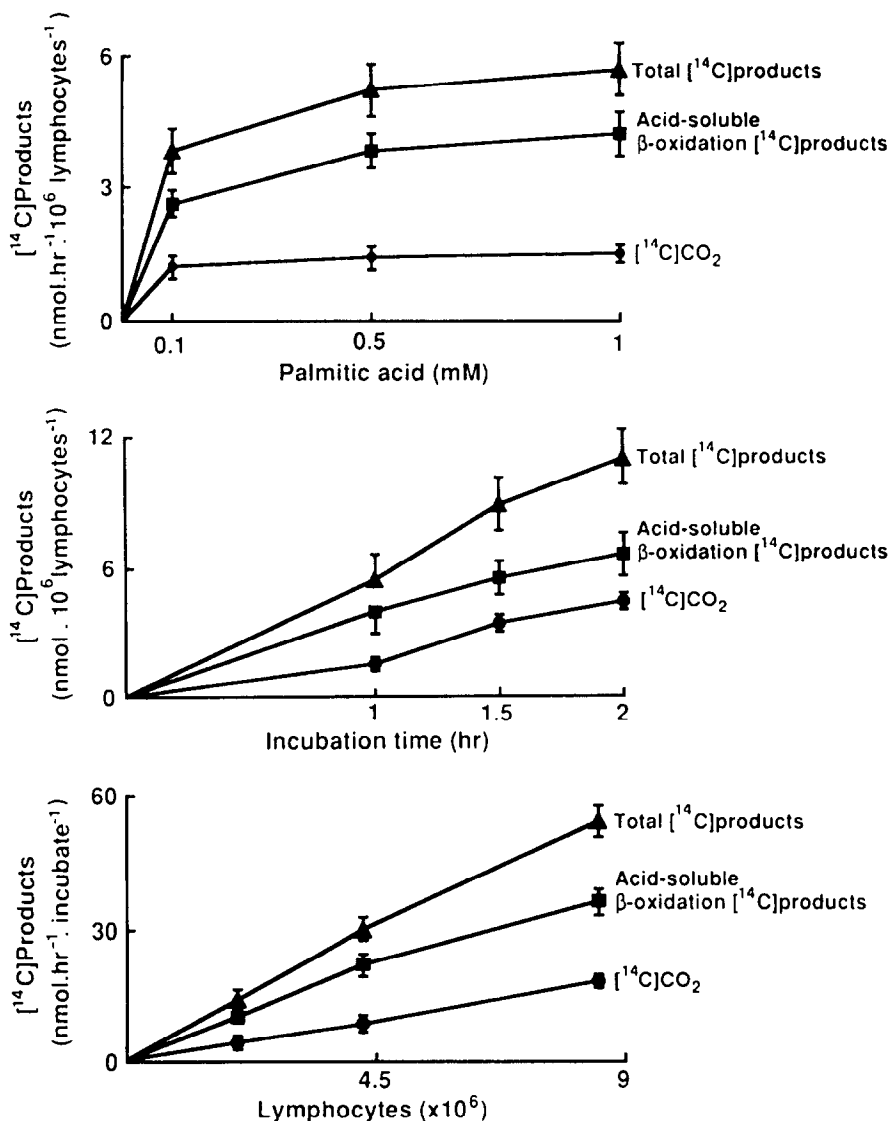 [¹⁴C]Products
(nmol.hr⁻¹·10⁶ lymphocytes⁻¹)
6
3
0
Total [¹⁴C]products
Acid-soluble
β-oxidation [¹⁴C]products
[¹⁴C]CO₂
0.1
0.5
1
Palmitic acid (mM)
[¹⁴C]Products
(nmol . 10⁶ lymphocytes⁻¹)
12
6
0
Total [¹⁴C]products
Acid-soluble
β-oxidation [¹⁴C]products
[¹⁴C]CO₂
1
1.5
2
Incubation time (hr)
[¹⁴C]Products
(nmol.hr⁻¹. incubate⁻¹)
60
30
0
Total [¹⁴C]products
Acid-soluble
β-oxidation [¹⁴C]products
[¹⁴C]CO₂
4.5
9
Lymphocytes (x10⁶)